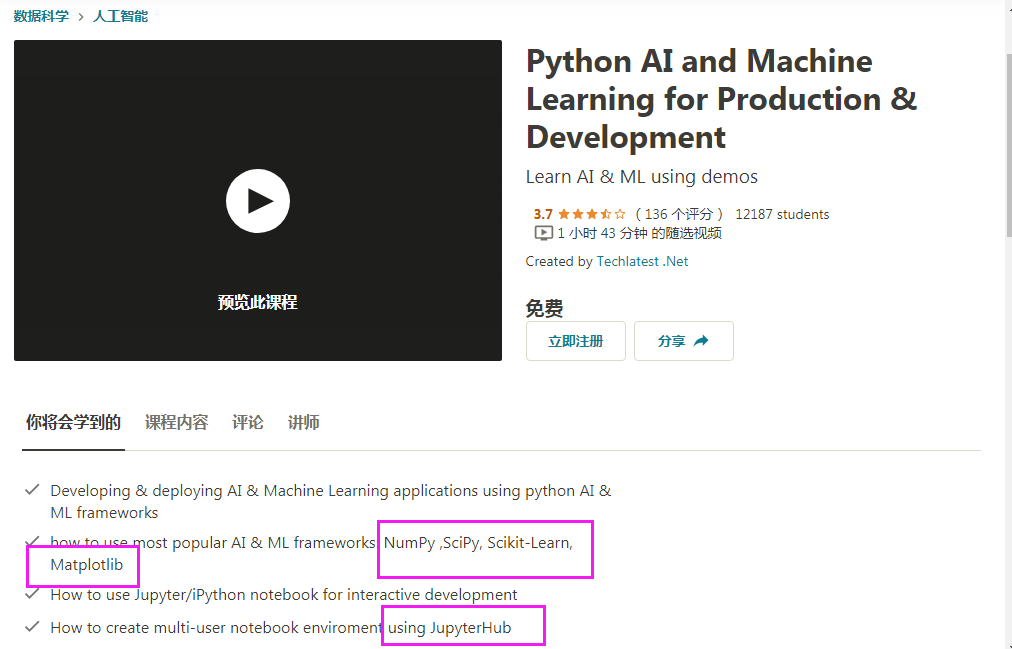 数据科学 > 人工智能
预览此课程
Python AI and Machine
Learning for Production &
Development
Learn AI & ML using demos
3.7 ( 136 个评分 ) 12187 students
1 小时 43 分钟 的随选视频
Created by Techlatest .Net
免费
立即注册 分享
你将会学到的 课程内容 评论 讲师
Developing & deploying AI & Machine Learning applications using python AI &
ML frameworks
how to use most popular AI & ML frameworks NumPy ,SciPy, Scikit-Learn,
Matplotlib
How to use Jupyter/iPython notebook for interactive development
How to create multi-user notebook enviroment using JupyterHub